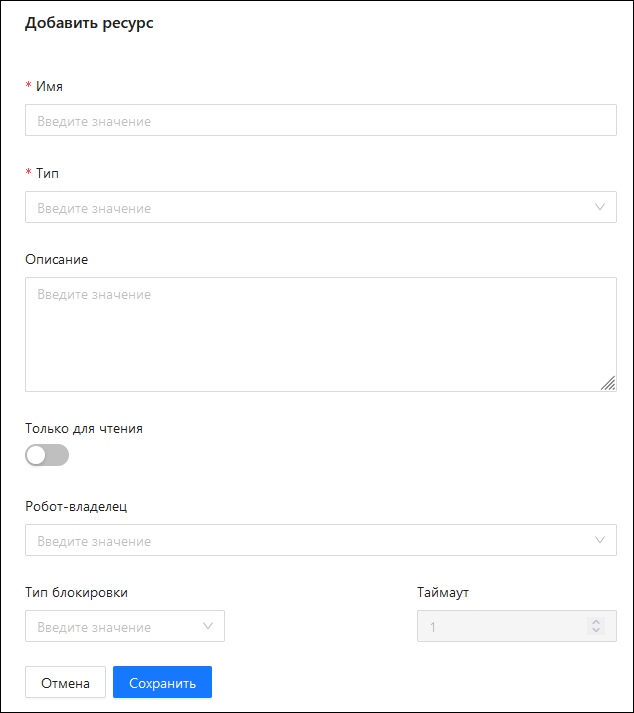 Добавить ресурс
* Имя
Введите значение
* Тип
Введите значение
Описание
Введите значение
Только для чтения
Робот-владелец
Введите значение
Тип блокировки
Таймаут
Введите значение
1
Отмена
Сохранить